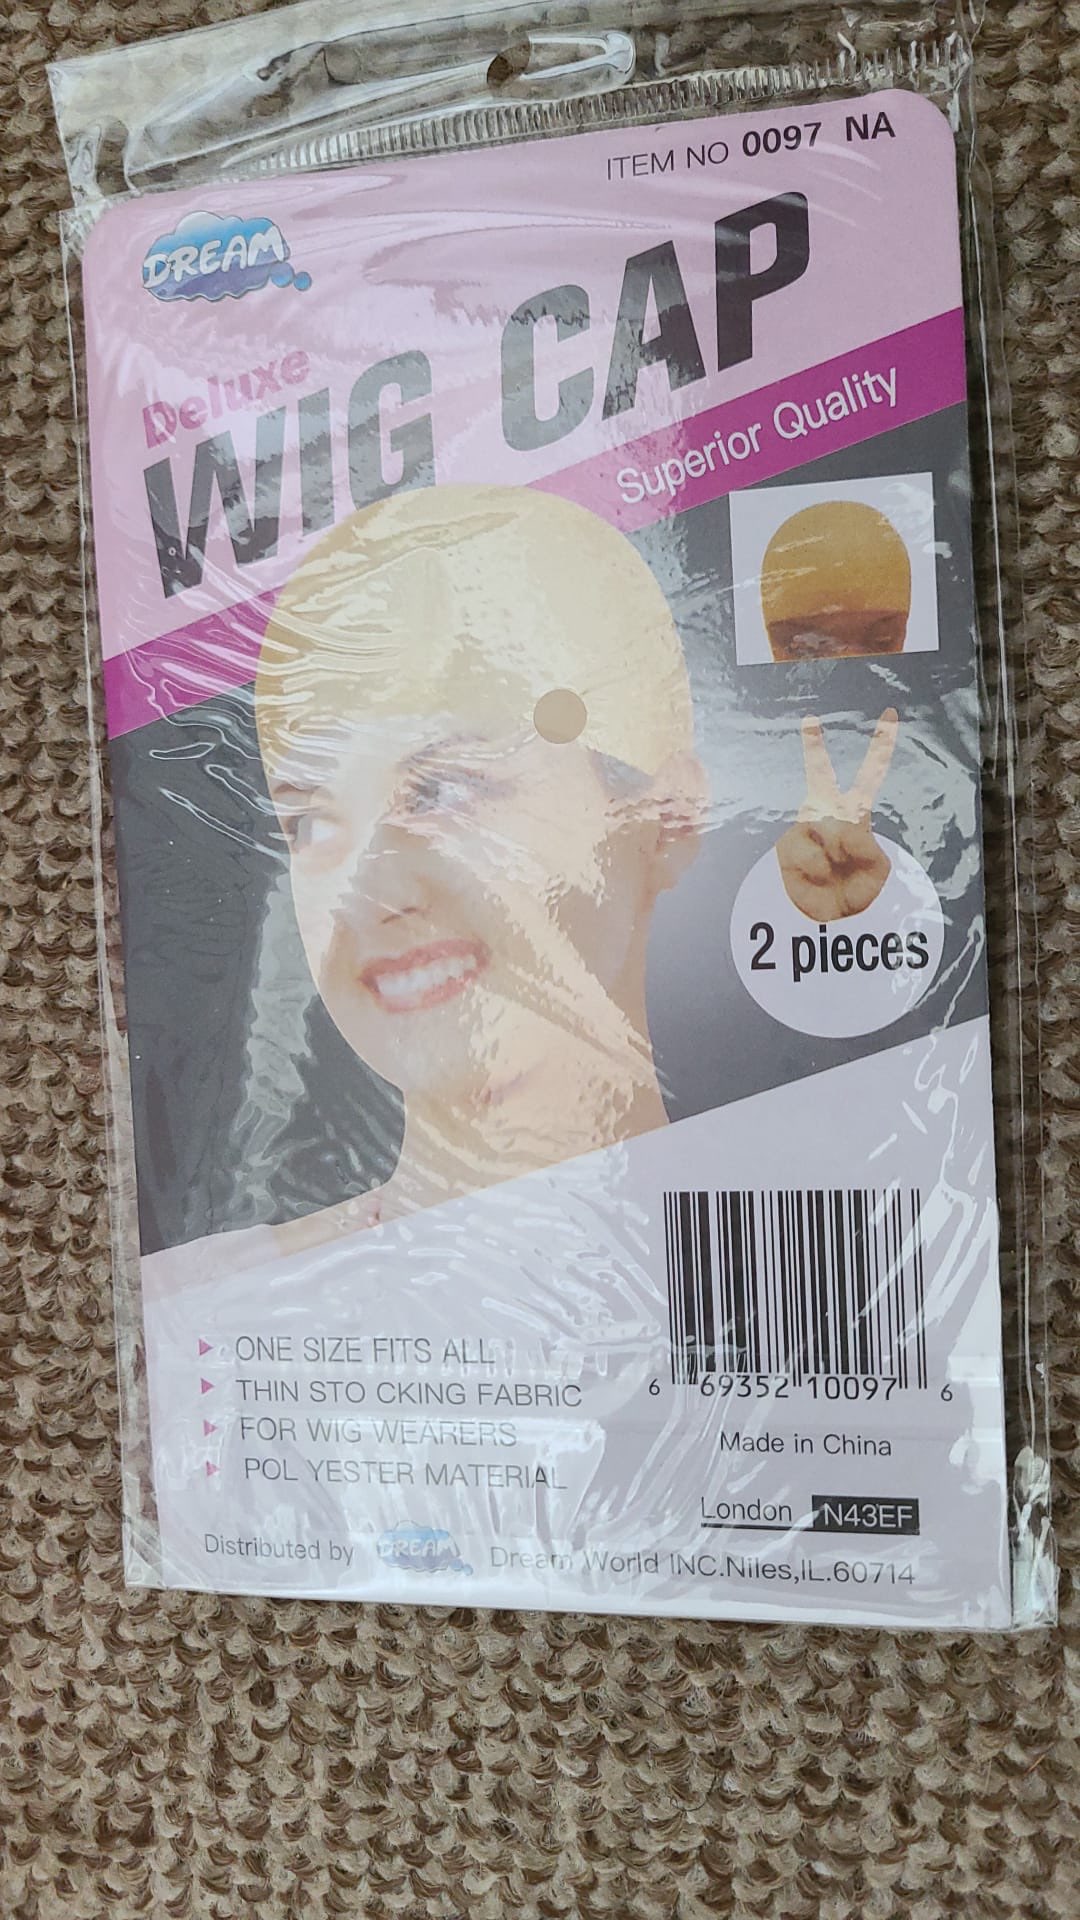 ITEM NO 0097 NA
DREAM
Deluxe
WIG CAP
Superior Quality
2 pieces
ONE SIZE FITS ALL
THIN STO CKING FABRIC
FOR WIG WEARERS
POL YESTER MATERIAL
6 69352 10097 6
Made in China
London N43EF
Distributed by DREAM Dream World INC.Niles,IL.60714